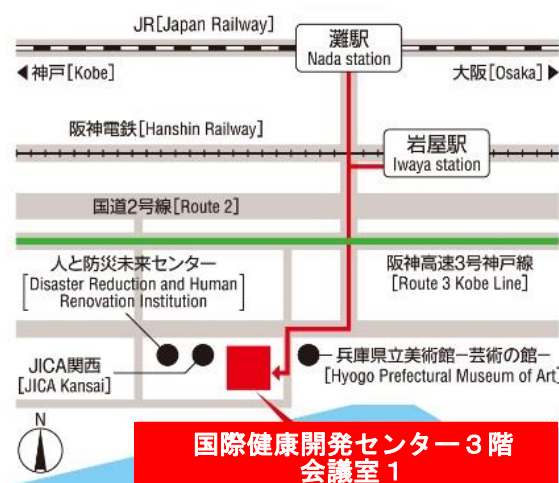 JR[Japan Railway]
灘駅
Nada station
◀神戸[Kobe]
大阪[Osaka]▶
阪神電鉄[Hanshin Railway]
岩屋駅
Iwaya station
国道2号線[Route 2]
人と防災未来センター
[Disaster Reduction and Human
Renovation Institution]
阪神高速3号神戸線
[Route 3 Kobe Line]
JICA関西
[JICA Kansai]
兵庫県立美術館−芸術の館−
[Hyogo Prefectural Museum of Art]
N
国際健康開発センター３階
会議室１